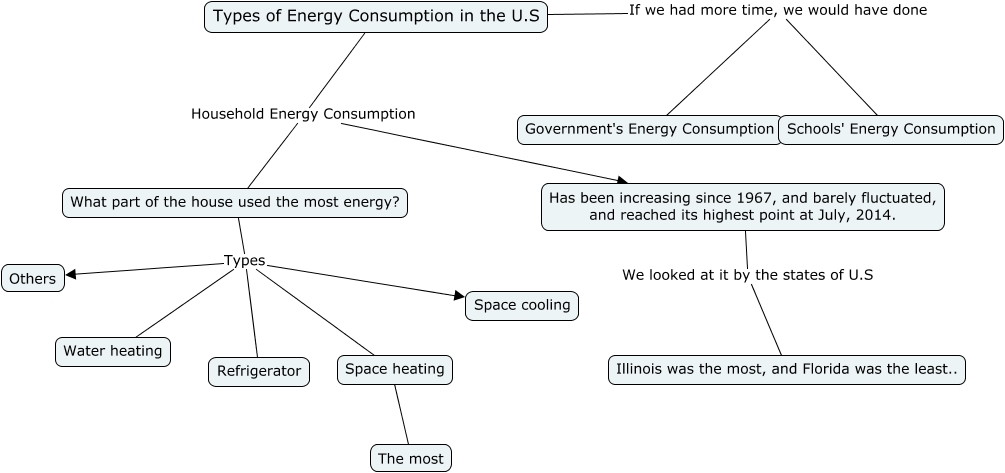 Types of Energy Consumption in the U.S
If we had more time, we would have done
Household Energy Consumption
Government's Energy Consumption
Schools' Energy Consumption
What part of the house used the most energy?
Has been increasing since 1967, and barely fluctuated,
and reached its highest point at July, 2014.
Types
Others
We looked at it by the states of U.S
Space cooling
Water heating
Refrigerator
Space heating
Illinois was the most, and Florida was the least..
The most